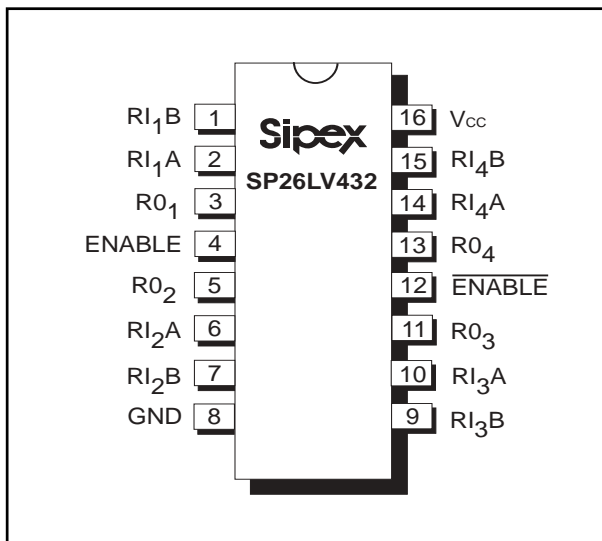 Sipex
SP26LV432
RI₁B 1
RI₁A 2
R0₁ 3
ENABLE 4
R0₂ 5
RI₂A 6
RI₂B 7
GND 8
16 Vcc
15 RI₄B
14 RI₄A
13 R0₄
12 E̅N̅A̅B̅L̅E̅
11 R0₃
10 RI₃A
9 RI₃B